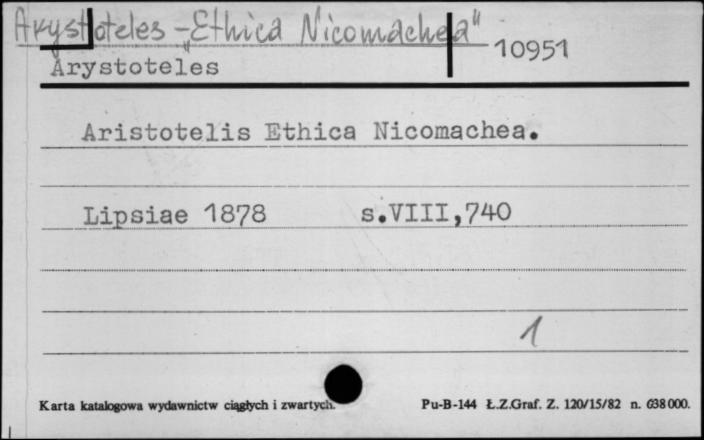 Arystoteles - "Ethica Nicomachea"
10951
Arystoteles
Aristotelis Ethica Nicomachea.
Lipsiae 1878 s.VIII,740
1
Karta katalogowa wydawnictw ciągłych i zwartych. Pu-B-144 Ł.Z.Graf. Z. 120/15/82 n. 638000.